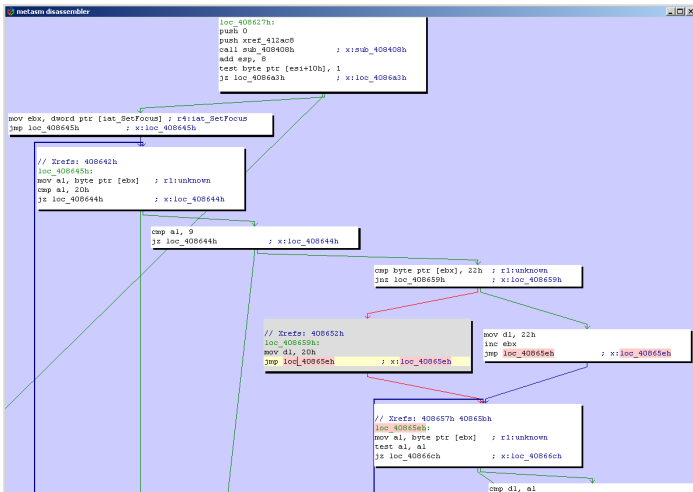 metasm disassembler
loc_408627h:
push 0
push xref_412ac8
call sub_408408h ; x:sub_408408h
add esp, 8
test byte ptr [esi+10h], 1
jz loc_4086a3h ; x:loc_4086a3h
mov ebx, dword ptr [iat_SetFocus] ; r4:iat_SetFocus
jmp loc_408645h ; x:loc_408645h
// Xrefs: 408642h
loc_408645h:
mov al, byte ptr [ebx] ; r1:unknown
cmp al, 20h
jz loc_408644h ; x:loc_408644h
cmp al, 9
jz loc_408644h ; x:loc_408644h
cmp byte ptr [ebx], 22h ; r1:unknown
jnz loc_408659h ; x:loc_408659h
// Xrefs: 408652h
loc_408659h:
mov dl, 20h
jmp loc_40865eh ; x:loc_40865eh
mov dl, 22h
inc ebx
jmp loc_40865eh ; x:loc_40865eh
// Xrefs: 408657h 40865bh
loc_40865eh:
mov al, byte ptr [ebx] ; r1:unknown
test al, al
jz loc_40866ch ; x:loc_40866ch
cmp dl, al